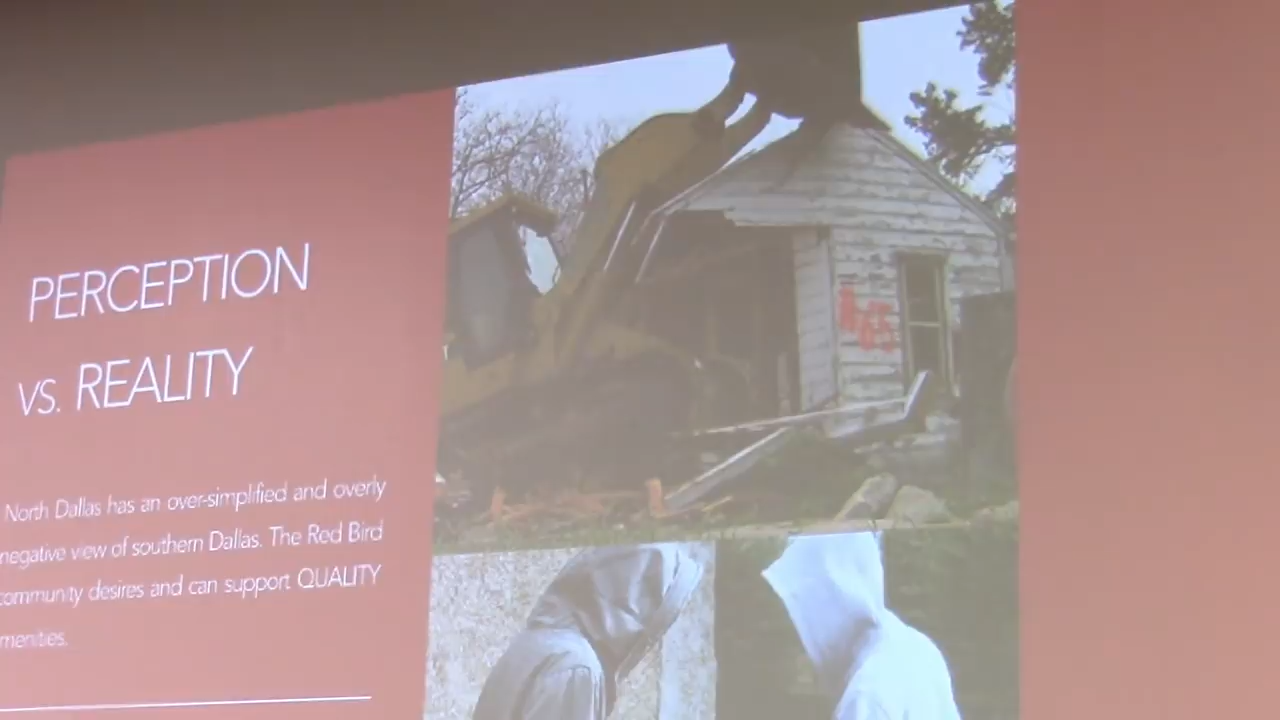 PERCEPTION
VS. REALITY
North Dallas has an over-simplified and overly
negative view of southern Dallas. The Red Bird
community desires and can support QUALITY
menities.